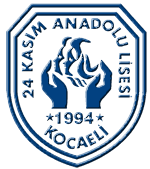 24 KASIM ANADOLU LİSESİ
*1994*
KOCAELİ